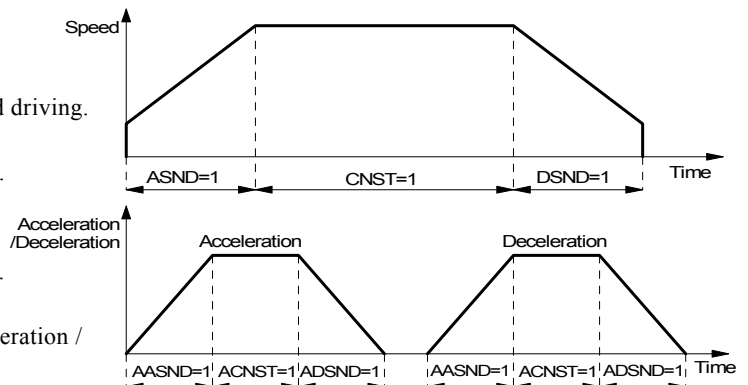 Speed
d driving.
.
ASND=1 CNST=1 DSND=1 Time
Acceleration
/Deceleration
Acceleration Deceleration
.
eration /
AASND=1 ACNST=1 ADSND=1 AASND=1 ACNST=1 ADSND=1 Time